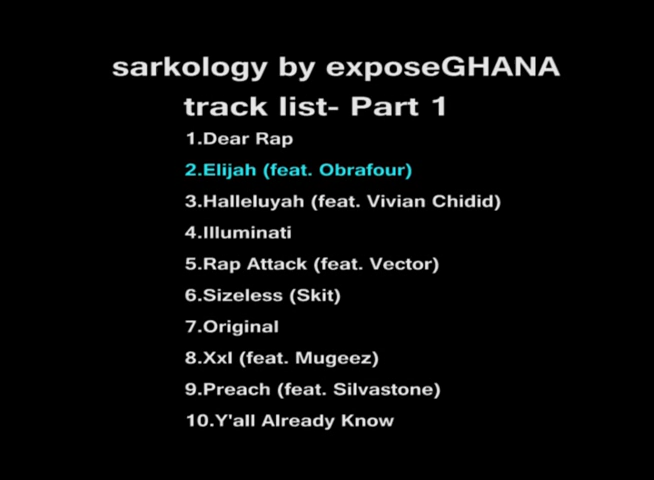 sarkology by exposeGHANA
track list- Part 1
1.Dear Rap
2.Elijah (feat. Obrafour)
3.Halleluyah (feat. Vivian Chidid)
4.Illuminati
5.Rap Attack (feat. Vector)
6.Sizeless (Skit)
7.Original
8.Xxl (feat. Mugeez)
9.Preach (feat. Silvastone)
10.Y'all Already Know